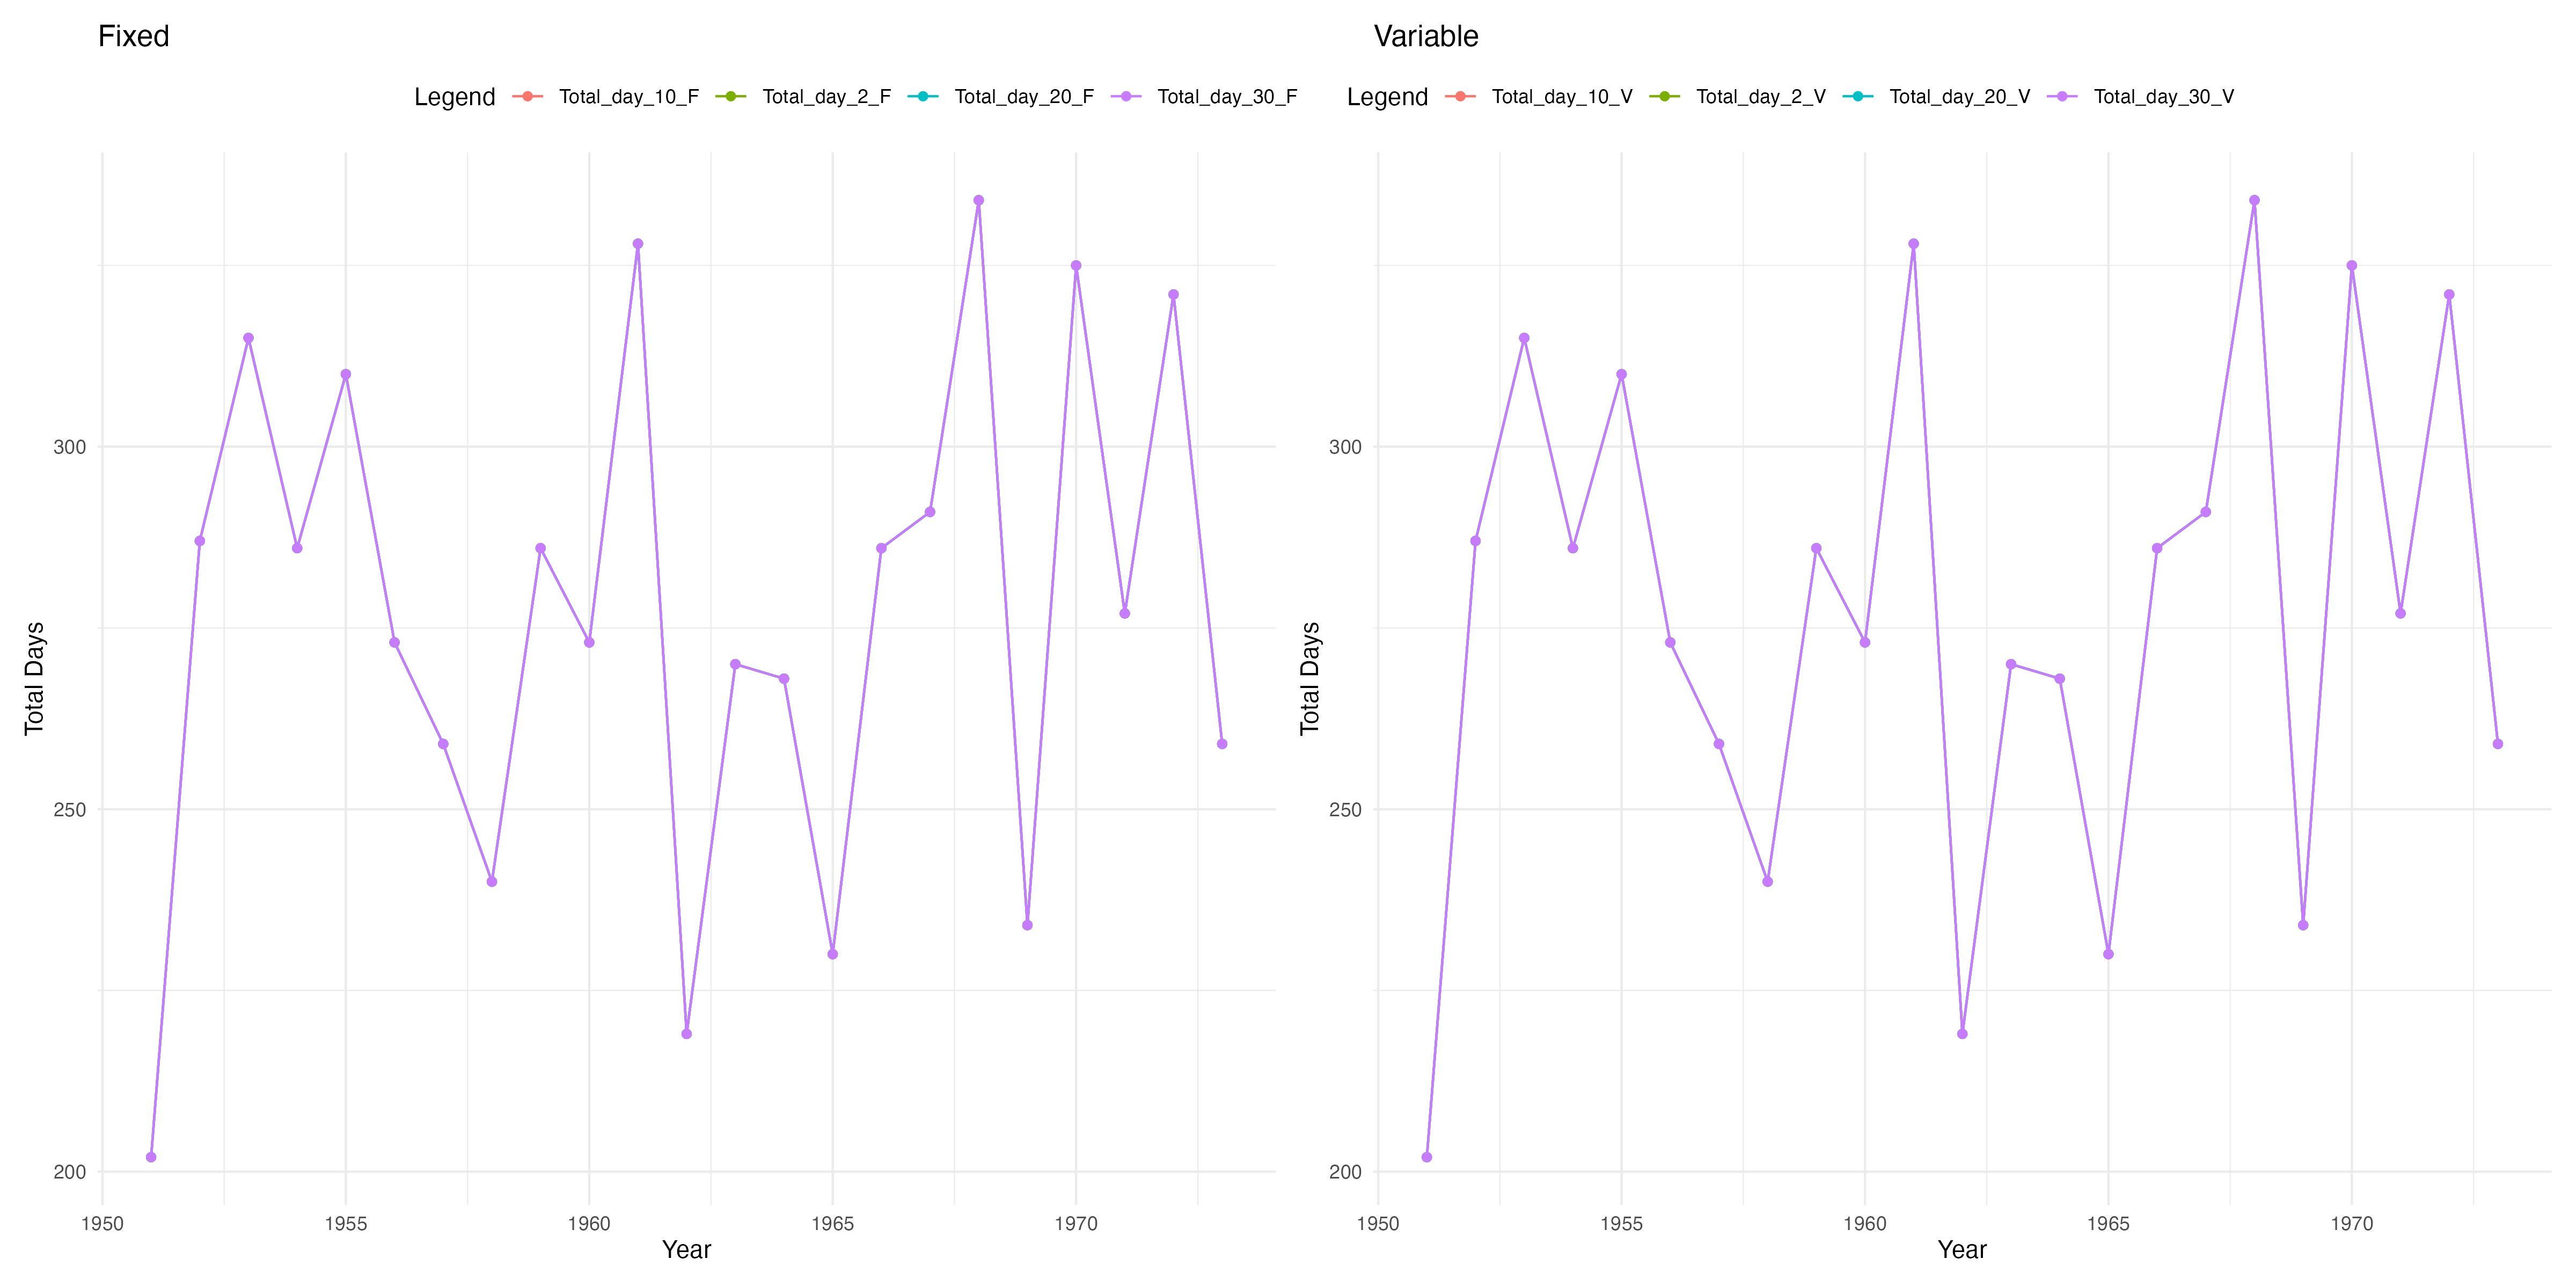 Fixed
Legend Total_day_10_F Total_day_2_F Total_day_20_F Total_day_30_F
Total Days
300
250
200
1950 1955 1960 1965 1970
Year
Variable
Legend Total_day_10_V Total_day_2_V Total_day_20_V Total_day_30_V
Total Days
300
250
200
1950 1955 1960 1965 1970
Year